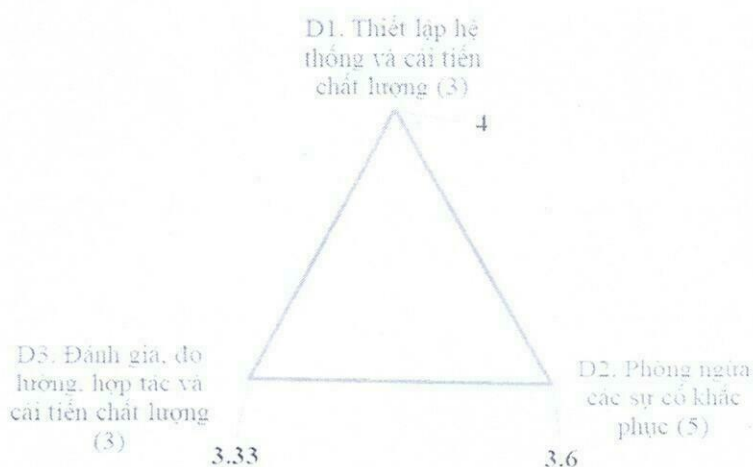 D1. Thiết lập hệ
thống và cải tiến
chất lượng (3)
4
D3. Đánh giá, đo
lường, hợp tác và
cải tiến chất lượng
(3)
3.33
D2. Phòng ngừa
các sự cố khắc
phục (5)
3.6